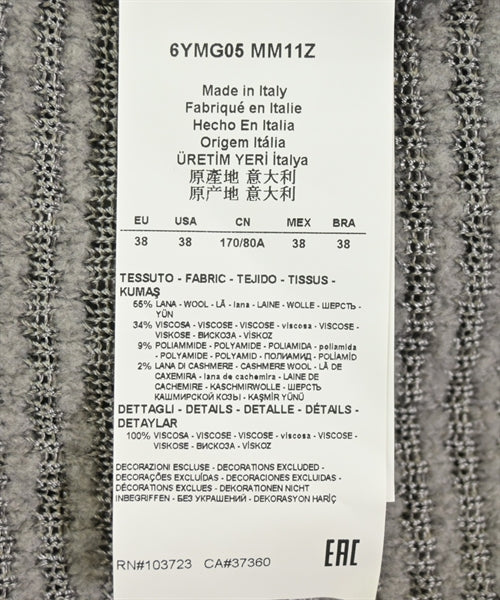 6YMG05 MM11Z
Made in Italy
Fabriqué en Italie
Hecho En Italia
Origem Itália
ÜRETİM YERİ İtalya
原產地 意大利
原产地 意大利
EU USA CN MEX BRA
38 38 170/80A 38 38
TESSUTO - FABRIC - TEJIDO - TISSUS -
KUMAŞ
55% LANA - WOOL - LÃ - lana - LAINE - WOLLE - ШЕРСТЬ -
YÜN
34% VISCOSA - VISCOSE - VISCOSE - viscosa - VISCOSE -
VISKOSE - ВИСКОЗА - VİSKOZ
9% POLIAMMIDE - POLYAMIDE - POLIAMIDA - poliamida
- POLYAMIDE - POLYAMID - ПОЛИАМИД - POLİAMİD
2% LANA DI CASHMERE - CASHMERE WOOL - LÃ DE
CAXEMIRA - lana de cachemira - LAINE DE
CACHEMIRE - KASCHMIRWOLLE - ШЕРСТЬ
КАШМИРСКОЙ КОЗЫ - KAŞMİR YÜNÜ
DETTAGLI - DETAILS - DETALLE - DÉTAILS -
DETAYLAR
100% VISCOSA - VISCOSE - VISCOSE - viscosa - VISCOSE -
VISKOSE - ВИСКОЗА - VİSKOZ
DECORAZIONI ESCLUSE - DECORATIONS EXCLUDED -
DECORAÇÕES EXCLUÍDAS - DECORACIONES EXCLUIDAS -
DÉCORATIONS EXCLUES - DEKORATIONEN NICHT
INBEGRIFFEN - БЕЗ УКРАШЕНИЙ - DEKORASYON HARİÇ
RN#103723 CA#37360
EAC